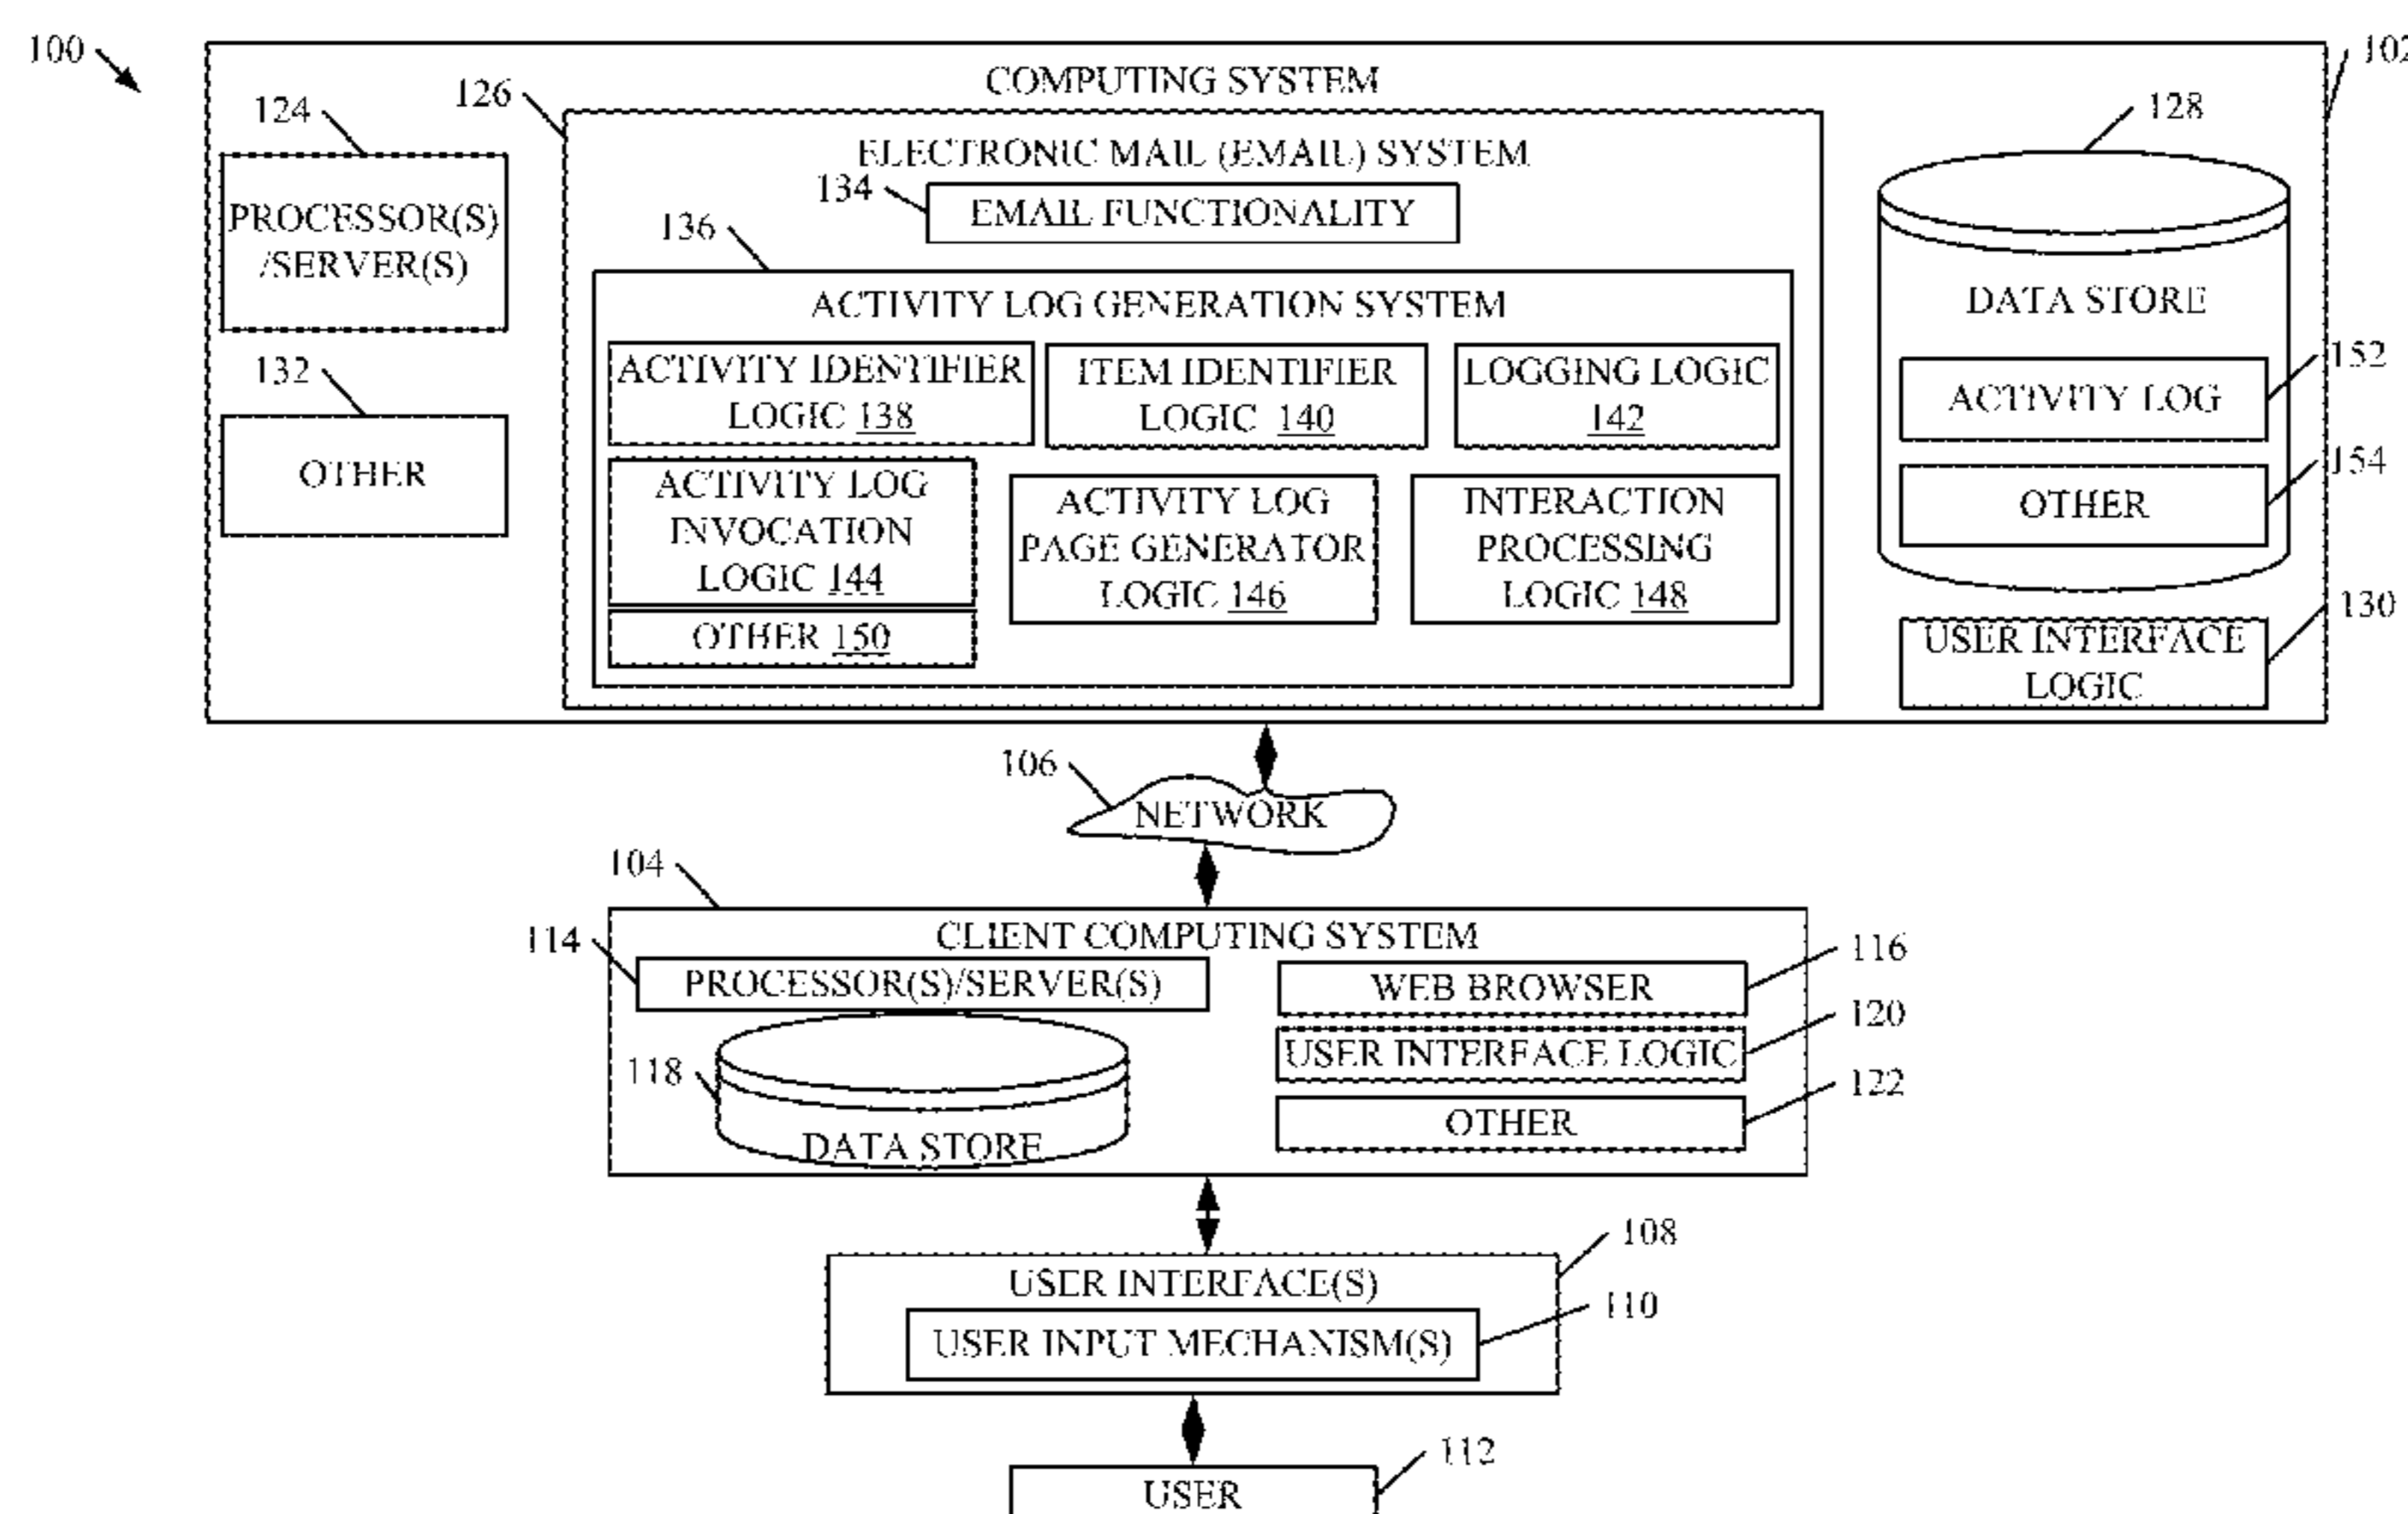 100
102
COMPUTING SYSTEM
124
126
128
ELECTRONIC MAIL (EMAIL) SYSTEM
134
EMAIL FUNCTIONALITY
PROCESSOR(S)
/SERVER(S)
136
ACTIVITY LOG GENERATION SYSTEM
DATA STORE
132
ACTIVITY IDENTIFIER
LOGIC 138
ITEM IDENTIFIER
LOGIC 140
LOGGING LOGIC
142
152
ACTIVITY LOG
OTHER
154
ACTIVITY LOG
INVOCATION
LOGIC 144
ACTIVITY LOG
PAGE GENERATOR
LOGIC 146
INTERACTION
PROCESSING
LOGIC 148
OTHER
OTHER 150
130
USER INTERFACE
LOGIC
106
NETWORK
104
CLIENT COMPUTING SYSTEM
114
PROCESSOR(S)/SERVER(S)
116
WEB BROWSER
120
USER INTERFACE LOGIC
118
DATA STORE
122
OTHER
108
USER INTERFACE(S)
110
USER INPUT MECHANISM(S)
112
USER